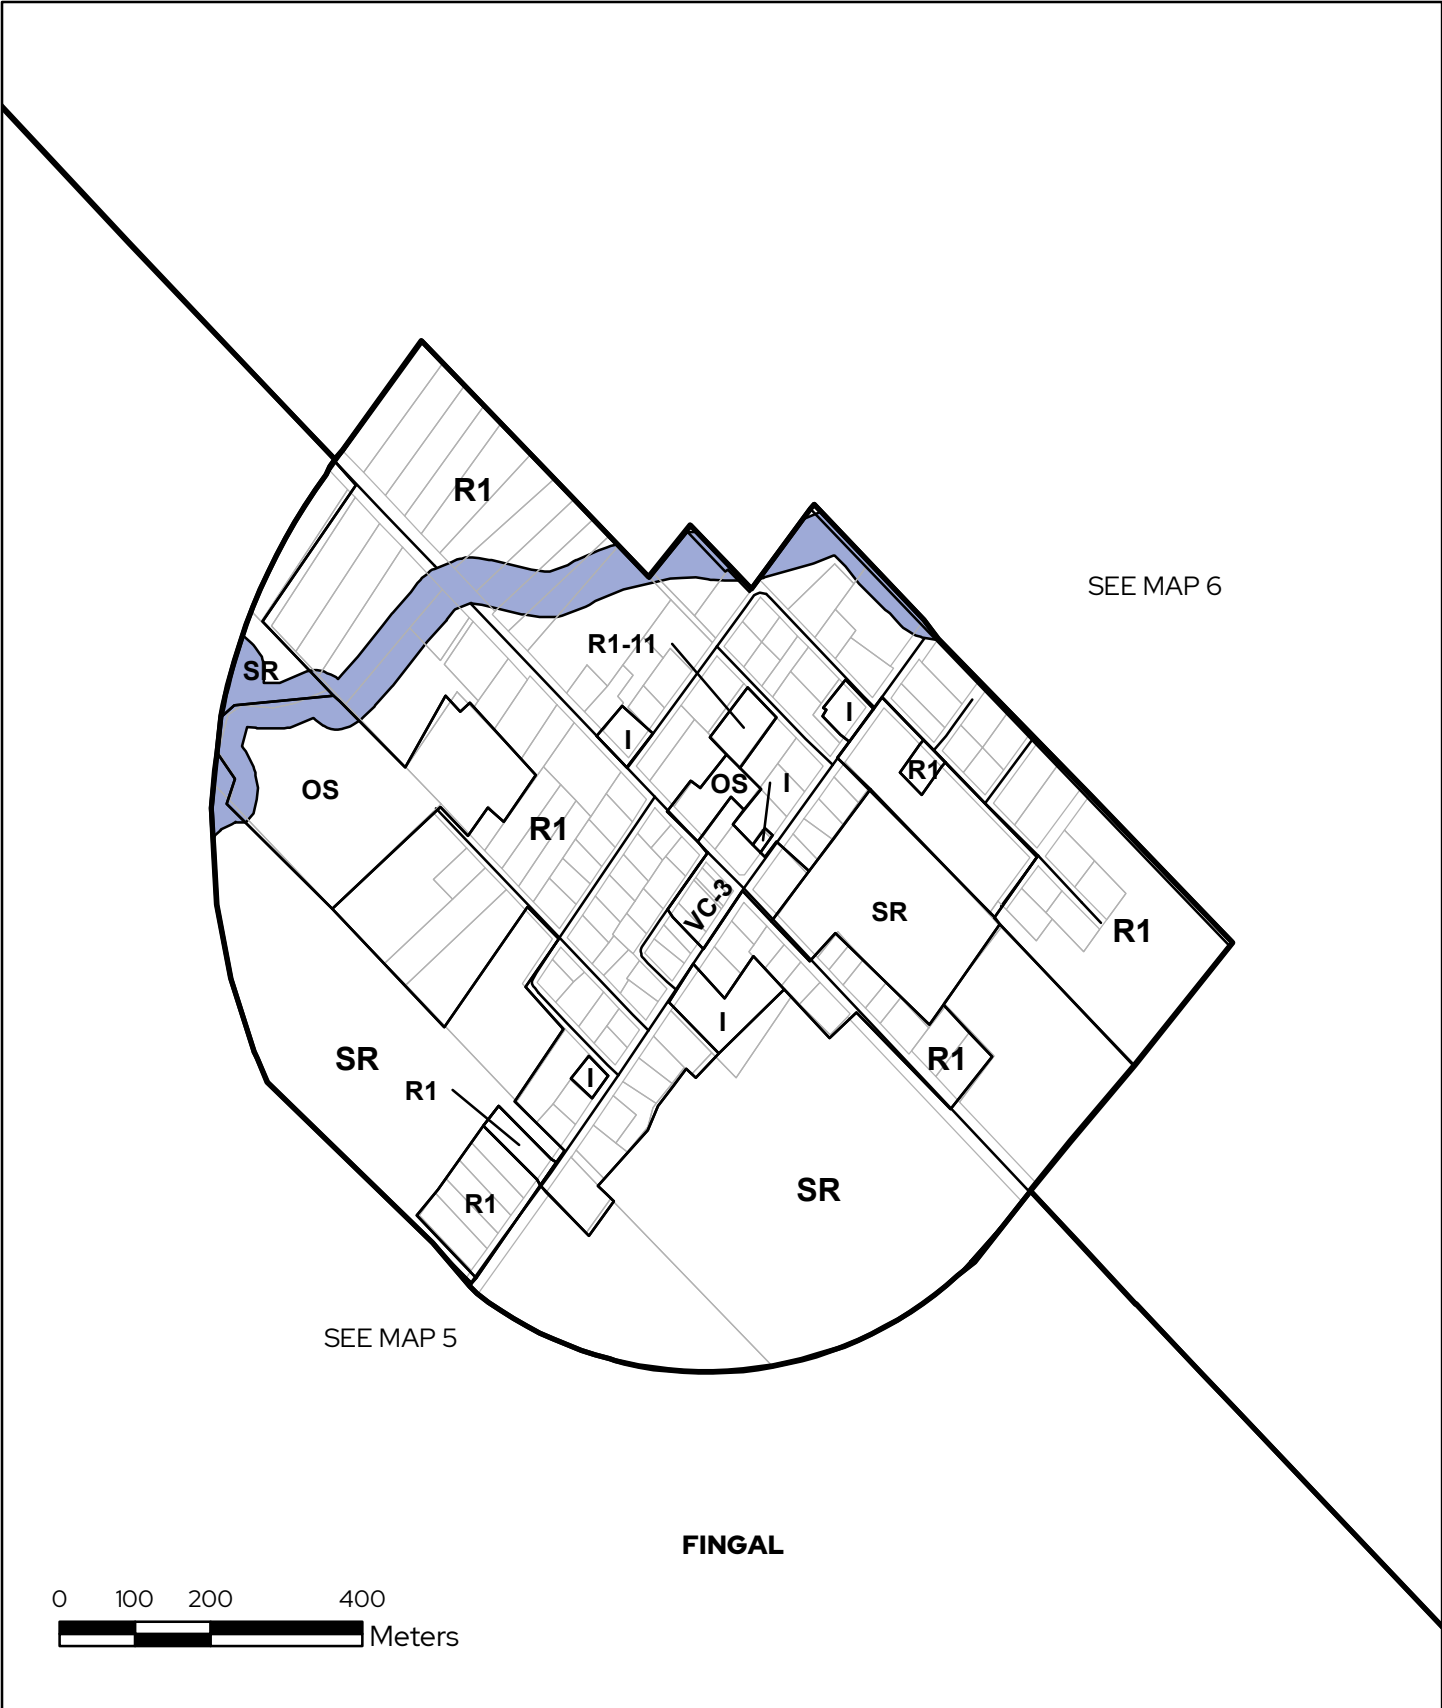 R1
SEE MAP 6
R1-11
SR
I
I
OS
R1
OS
I
R1
VC-3
SR
R1
I
SR
R1
R1
I
SR
R1
SEE MAP 5
FINGAL
0 100 200 400
Meters